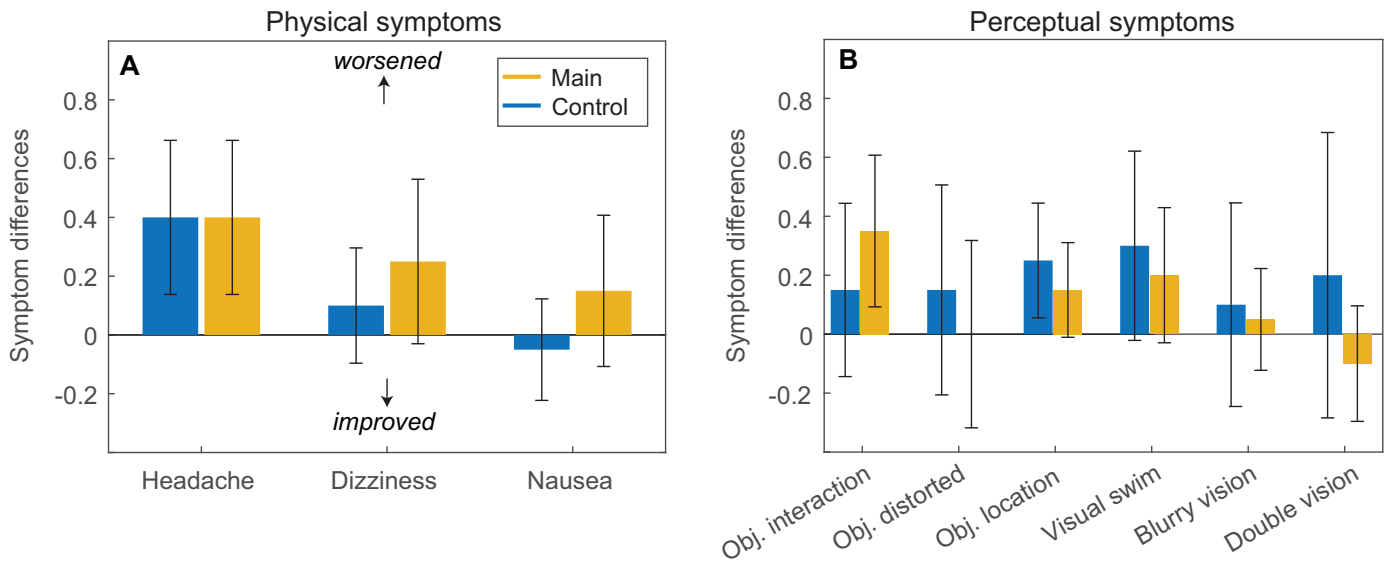 Physical symptoms
A
worsened
Main
Control
Symptom differences
0.8
0.6
0.4
0.2
0
-0.2
improved
Headache
Dizziness
Nausea
Perceptual symptoms
B
Symptom differences
0.8
0.6
0.4
0.2
0
-0.2
Obj. interaction
Obj. distorted
Obj. location
Visual swim
Blurry vision
Double vision